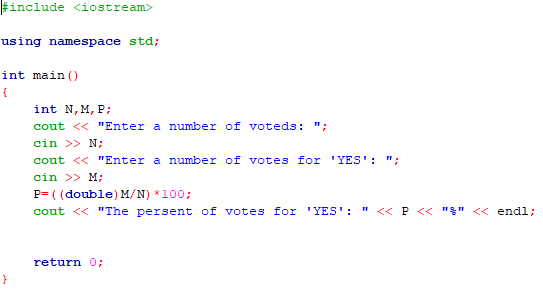 #include <iostream>
using namespace std;
int main()
{
int N,M,P;
cout << "Enter a number of voteds: ";
cin >> N;
cout << "Enter a number of votes for 'YES': ";
cin >> M;
P=((double)M/N)*100;
cout << "The persent of votes for 'YES': " << P << "%" << endl;
return 0;
}